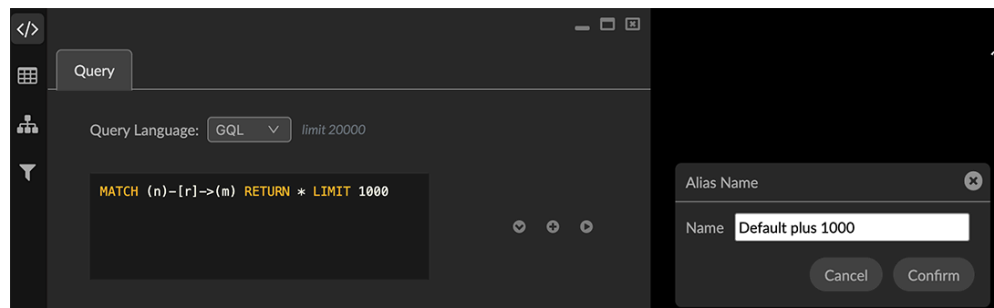 </>
Query
Query Language: GQL limit 20000
MATCH (n)-[r]->(m) RETURN * LIMIT 1000
Alias Name
Name Default plus 1000
Cancel Confirm